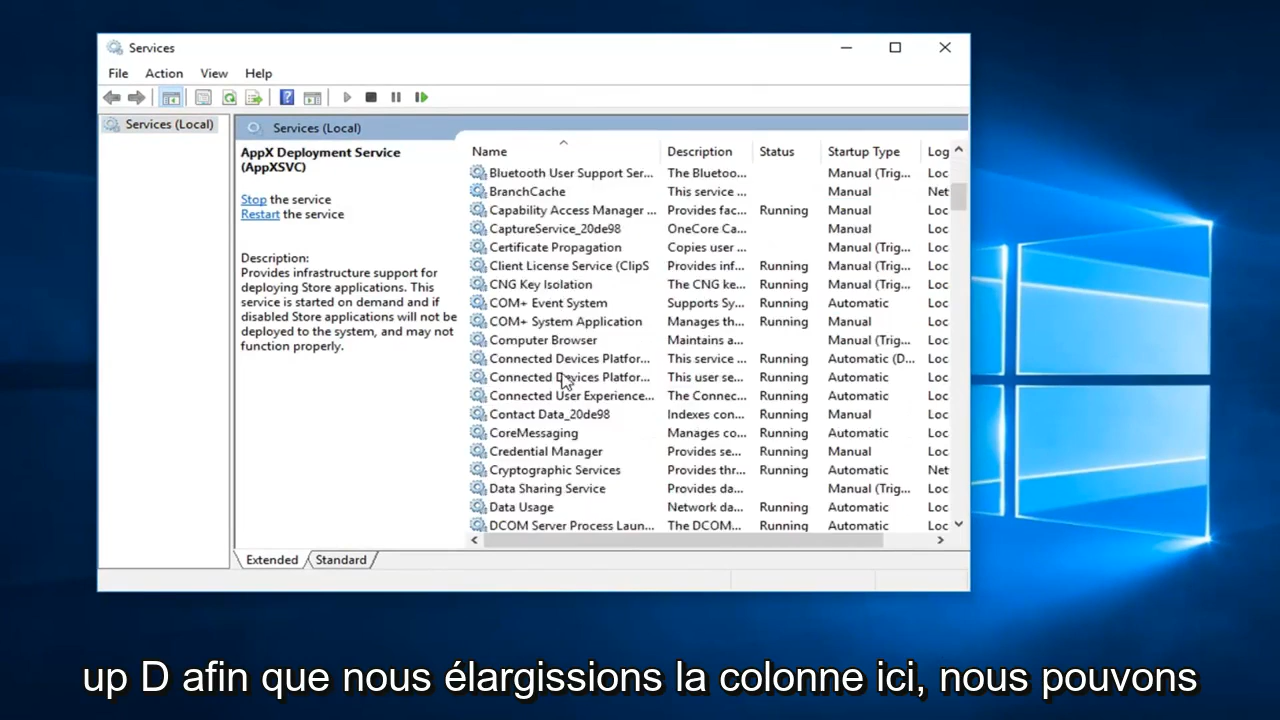 Services
File Action View Help
Services (Local)
Services (Local)
AppX Deployment Service
(AppXSVC)
Stop the service
Restart the service
Description:
Provides infrastructure support for
deploying Store applications. This
service is started on demand and if
disabled Store applications will not be
deployed to the system, and may not
function properly.
Name Description Status Startup Type Log
Bluetooth User Support Ser... The Bluetoo... Manual (Trig... Loc
BranchCache This service ... Manual Net
Capability Access Manager ... Provides fac... Running Manual Loc
CaptureService_20de98 OneCore Ca... Manual Loc
Certificate Propagation Copies user ... Manual (Trig... Loc
Client License Service (ClipS Provides inf... Running Manual (Trig... Loc
CNG Key Isolation The CNG ke... Running Manual (Trig... Loc
COM+ Event System Supports Sy... Running Automatic Loc
COM+ System Application Manages th... Running Manual Loc
Computer Browser Maintains a... Manual (Trig... Loc
Connected Devices Platfor... This service ... Running Automatic (D... Loc
Connected Devices Platfor... This user se... Running Automatic Loc
Connected User Experience... The Connec... Running Automatic Loc
Contact Data_20de98 Indexes con... Running Manual Loc
CoreMessaging Manages co... Running Automatic Loc
Credential Manager Provides se... Running Manual Loc
Cryptographic Services Provides thr... Running Automatic Net
Data Sharing Service Provides da... Manual (Trig... Loc
Data Usage Network da... Running Automatic Loc
DCOM Server Process Laun... The DCOM... Running Automatic Loc
Extended Standard
up D afin que nous élargissions la colonne ici, nous pouvons